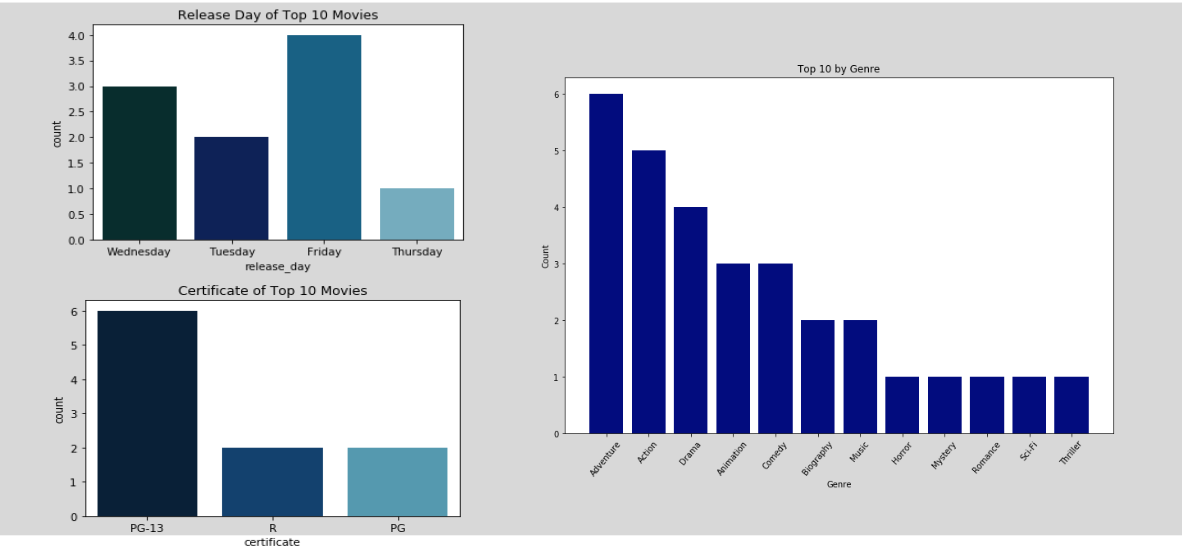 Release Day of Top 10 Movies
4.0
3.5
3.0
2.5
2.0
1.5
1.0
0.5
0.0
count
Wednesday Tuesday Friday Thursday
release_day
Certificate of Top 10 Movies
6
5
4
3
2
1
0
count
PG-13 R PG
certificate
Top 10 by Genre
6
5
4
3
2
1
0
Count
Adventure Action Drama Animation Comedy Biography Music Horror Mystery Romance Sci-Fi Thriller
Genre